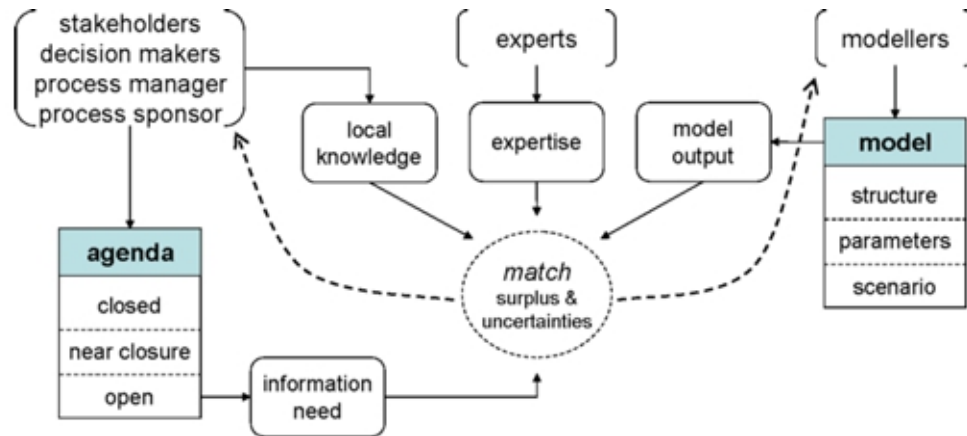 stakeholders
decision makers
process manager
process sponsor
experts
modellers
local
knowledge
expertise
model
output
model
structure
parameters
scenario
agenda
closed
near closure
open
match
surplus &
uncertainties
information
need